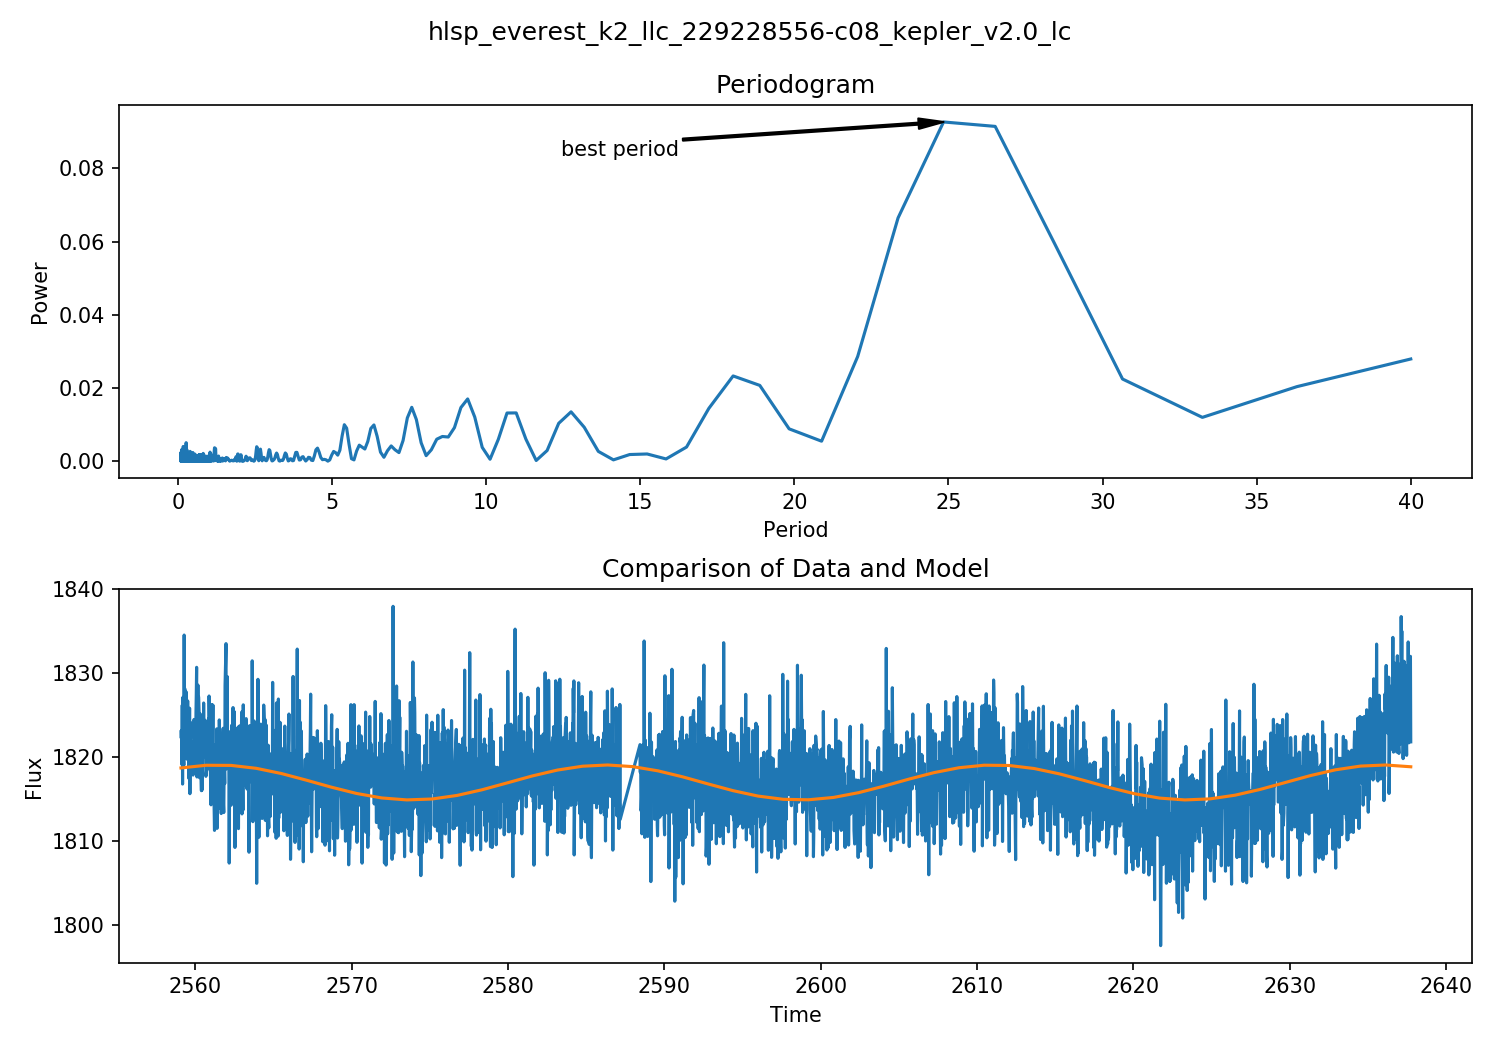 hlsp_everest_k2_llc_229228556-c08_kepler_v2.0_lc
Periodogram
best period
Power
0.08
0.06
0.04
0.02
0.00
0 5 10 15 20 25 30 35 40
Period
Comparison of Data and Model
Flux
1840
1830
1820
1810
1800
2560 2570 2580 2590 2600 2610 2620 2630 2640
Time